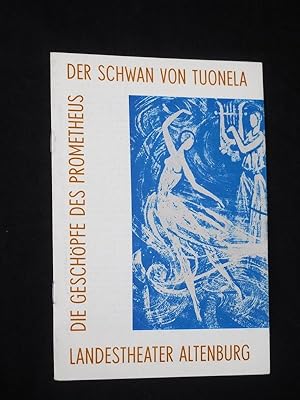 DER SCHWAN VON TUONELA
DIE GESCHÖPFE DES PROMETHEUS
LANDESTHEATER ALTENBURG